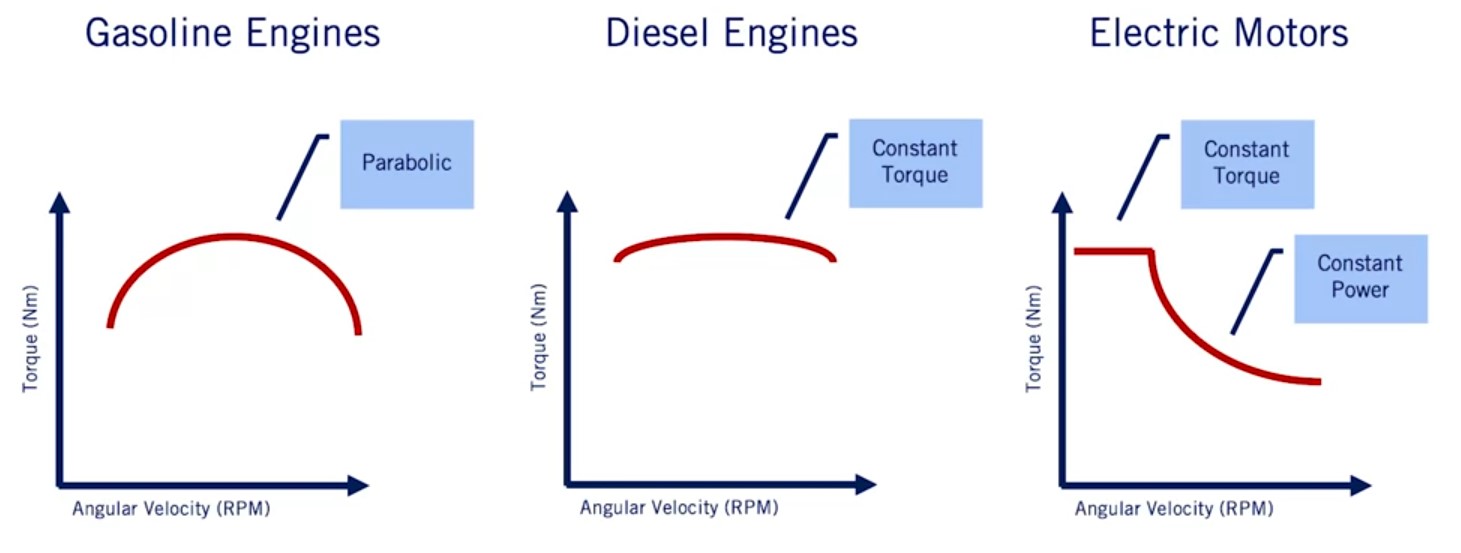 Gasoline Engines
Diesel Engines
Electric Motors
Parabolic
Torque (Nm)
Angular Velocity (RPM)
Constant
Torque
Torque (Nm)
Angular Velocity (RPM)
Constant
Torque
Constant
Power
Torque (Nm)
Angular Velocity (RPM)